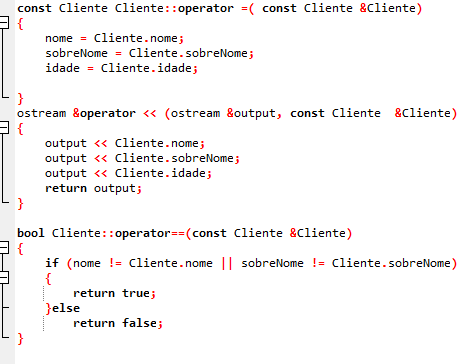 const Cliente Cliente::operator =( const Cliente &Cliente)
{
    nome = Cliente.nome;
    sobreNome = Cliente.sobreNome;
    idade = Cliente.idade;

}
ostream &operator << (ostream &output, const Cliente  &Cliente)
{
    output << Cliente.nome;
    output << Cliente.sobreNome;
    output << Cliente.idade;
    return output;
}

bool Cliente::operator==(const Cliente &Cliente)
{
    if (nome != Cliente.nome || sobreNome != Cliente.sobreNome)
    {
        return true;
    }else
        return false;
}